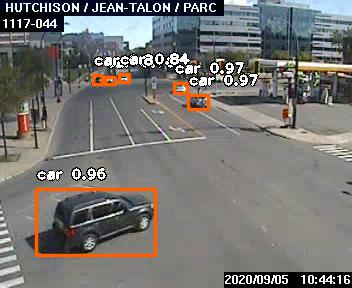 HUTCHISON / JEAN-TALON / PARC
1117-044
car 0.84
car 0.97
car 0.97
car 0.96
2020/09/05 10:44:16